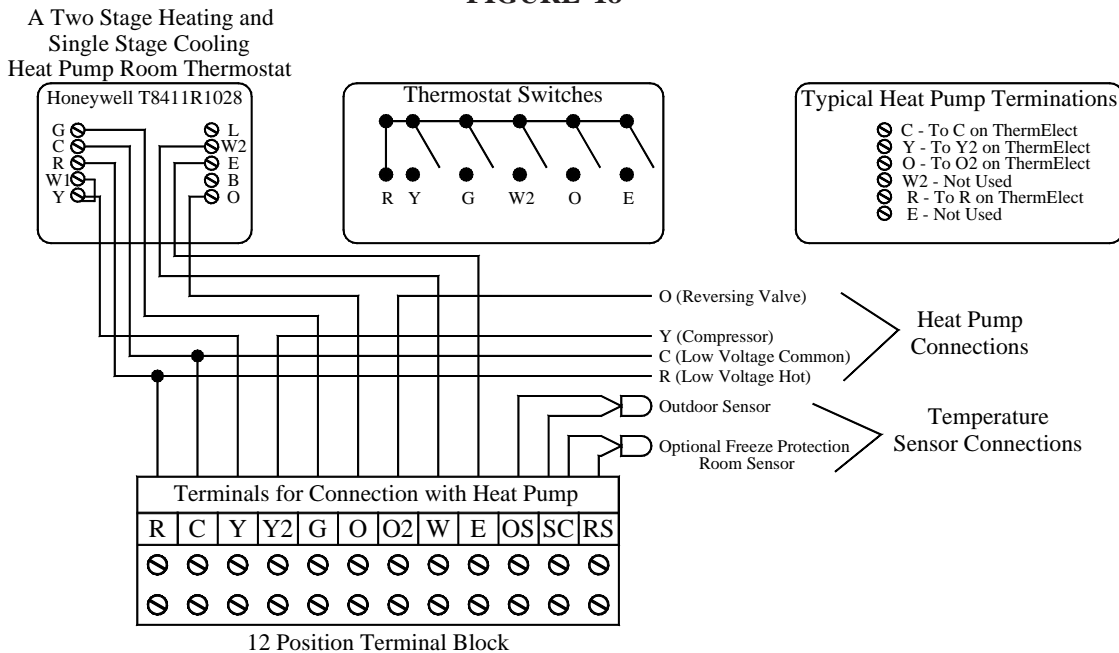 A Two Stage Heating and
Single Stage Cooling
Heat Pump Room Thermostat
Honeywell T8411R1028
G
C
R
W1
Y
L
W2
E
B
O
Thermostat Switches
R Y G W2 O E
Typical Heat Pump Terminations
C - To C on ThermElect
Y - To Y2 on ThermElect
O - To O2 on ThermElect
W2 - Not Used
R - To R on ThermElect
E - Not Used
O (Reversing Valve)
Y (Compressor)
C (Low Voltage Common)
R (Low Voltage Hot)
Heat Pump
Connections
Outdoor Sensor
Optional Freeze Protection
Room Sensor
Temperature
Sensor Connections
Terminals for Connection with Heat Pump
R C Y Y2 G O O2 W E OS SC RS
12 Position Terminal Block